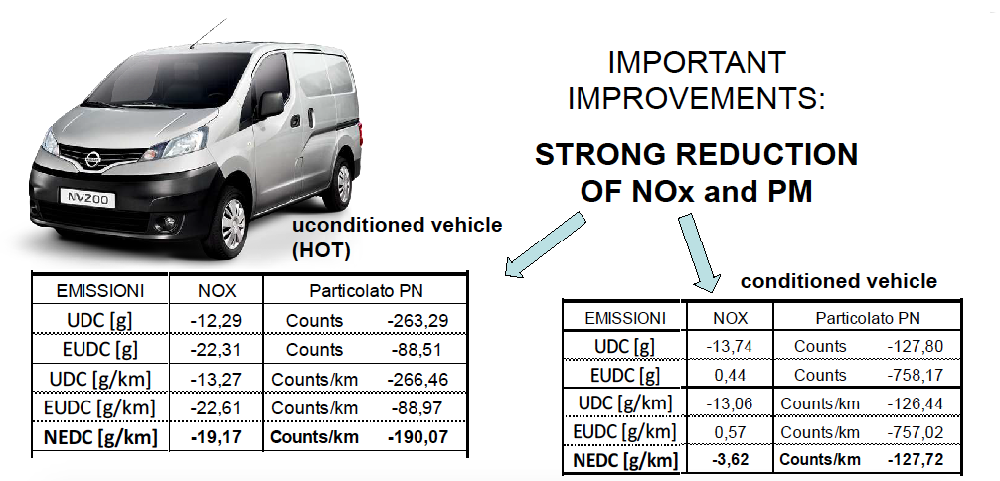 IMPORTANT
IMPROVEMENTS:
STRONG REDUCTION
OF NOx and PM
NV200
uconditioned vehicle
(HOT)
EMISSIONI NOX Particolato PN
UDC [g] -12,29 Counts -263,29
EUDC [g] -22,31 Counts -88,51
UDC [g/km] -13,27 Counts/km -266,46
EUDC [g/km] -22,61 Counts/km -88,97
NEDC [g/km] -19,17 Counts/km -190,07
conditioned vehicle
EMISSIONI NOX Particolato PN
UDC [g] -13,74 Counts -127,80
EUDC [g] 0,44 Counts -758,17
UDC [g/km] -13,06 Counts/km -126,44
EUDC [g/km] 0,57 Counts/km -757,02
NEDC [g/km] -3,62 Counts/km -127,72